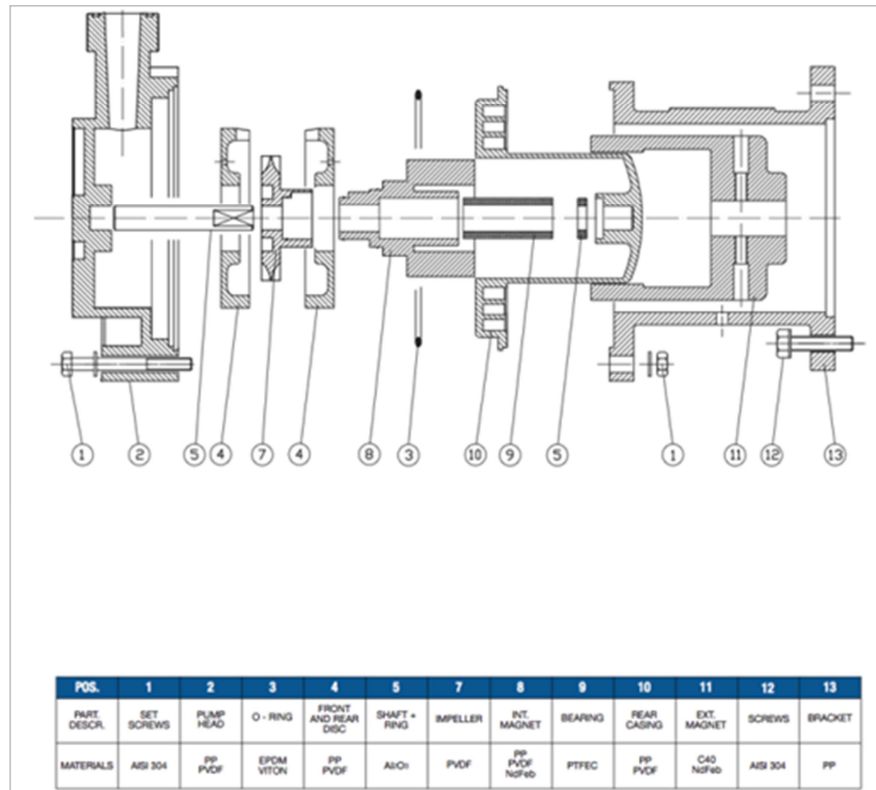 1 2 5 4 7 4 8 3 10 9 5 1 11 12 13
POS. 1 2 3 4 5 7 8 9 10 11 12 13
PART. DESCR. SET SCREWS PUMP HEAD O - RING FRONT AND REAR DISC SHAFT + RING IMPELLER INT. MAGNET BEARING REAR CASING EXT. MAGNET SCREWS BRACKET
MATERIALS AISI 304 PP PVDF EPDM VITON PP PVDF Al2O3 PVDF PP PVDF NdFeb PTFEC PP PVDF C40 NdFeb AISI 304 PP